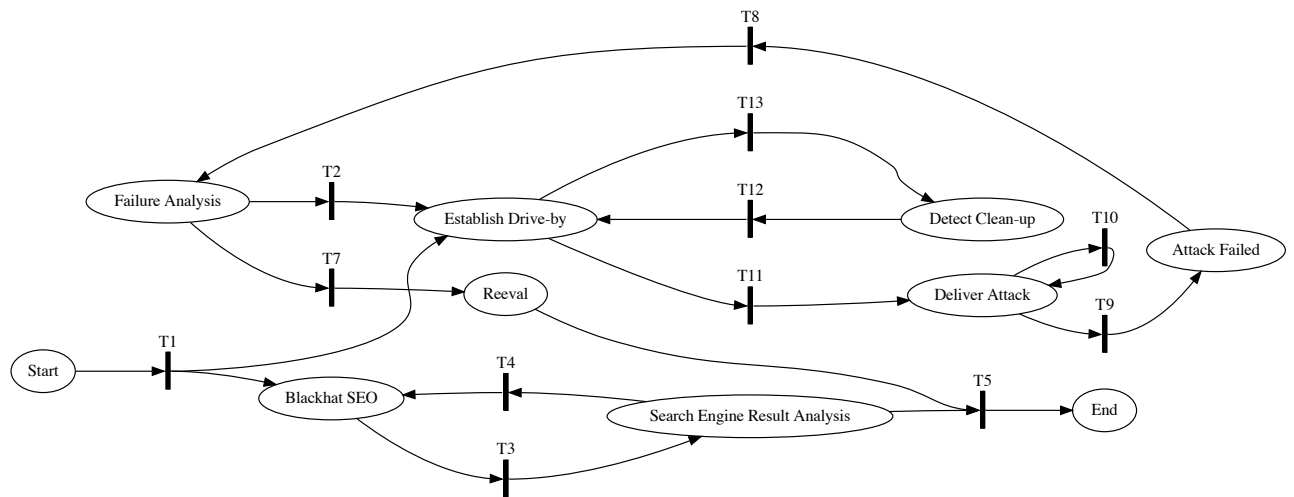 T8
T13
T2
Failure Analysis
T12
Establish Drive-by
Detect Clean-up
T10
Attack Failed
T7
T11
Reeval
Deliver Attack
T9
T1
Start
T4
T5
Blackhat SEO
Search Engine Result Analysis
End
T3